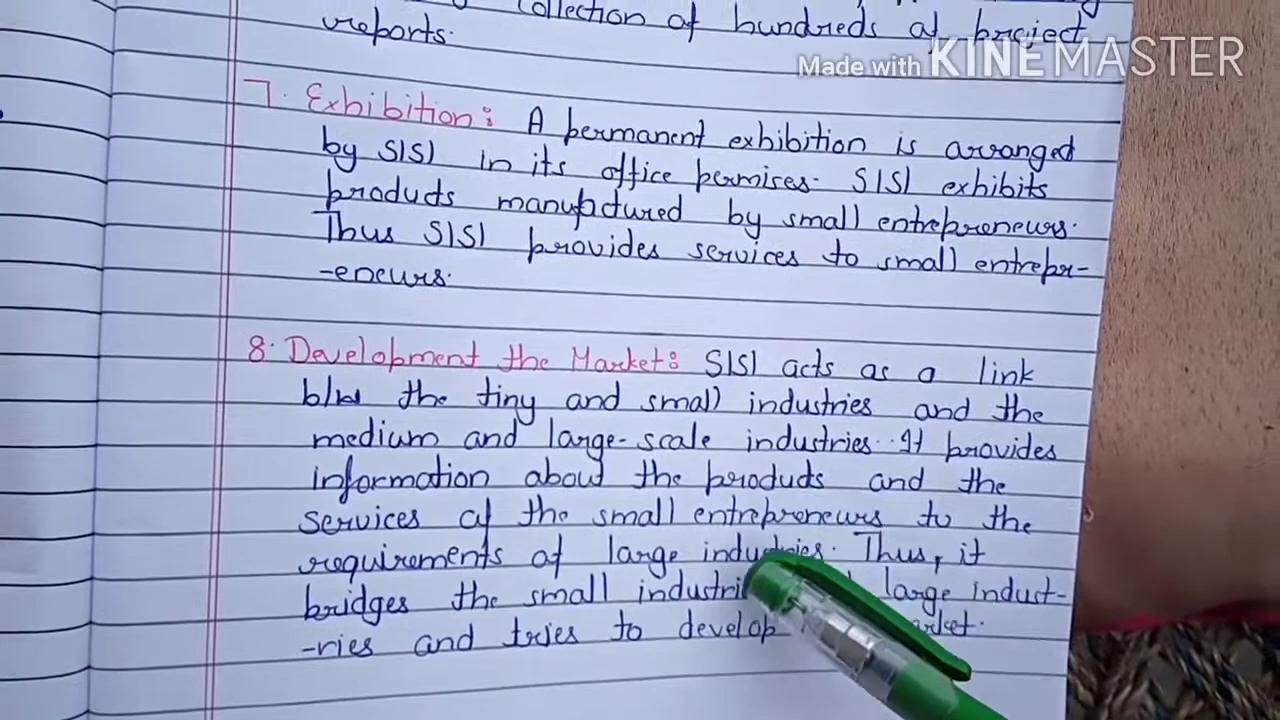 collection of hundreds of project
reports.
Made with KINEMASTER
7. Exhibition: A permanent exhibition is arranged
by SISI in its office permises. SISI exhibits
products manufactured by small entrepreneurs.
Thus SISI provides services to small entrepr-
-eneurs.
8. Development the Market: SISI acts as a link
b/w the tiny and small industries and the
medium and large-scale industries. It provides
information about the products and the
services of the small entrepreneurs to the
requirements of large industries. Thus, it
bridges the small large indust-
-ries and tries to develop